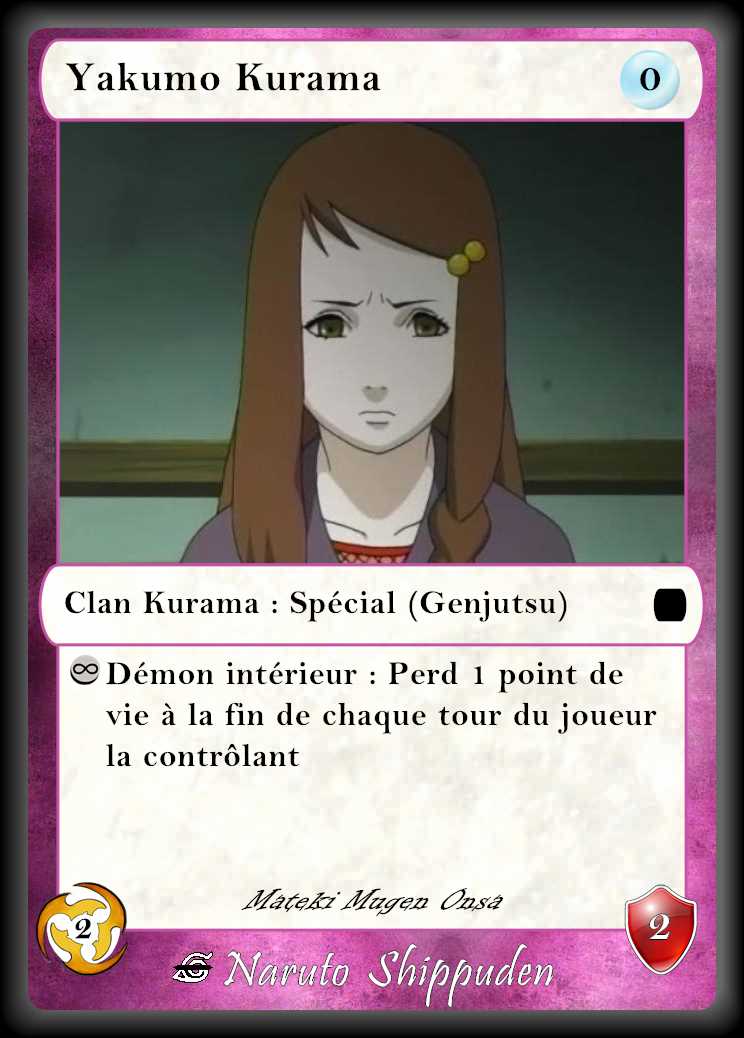 Yakumo Kurama
0
Clan Kurama : Spécial (Genjutsu)
Démon intérieur : Perd 1 point de
vie à la fin de chaque tour du joueur
la contrôlant
Mateki Mugen Onsa
2
2
Naruto Shippuden